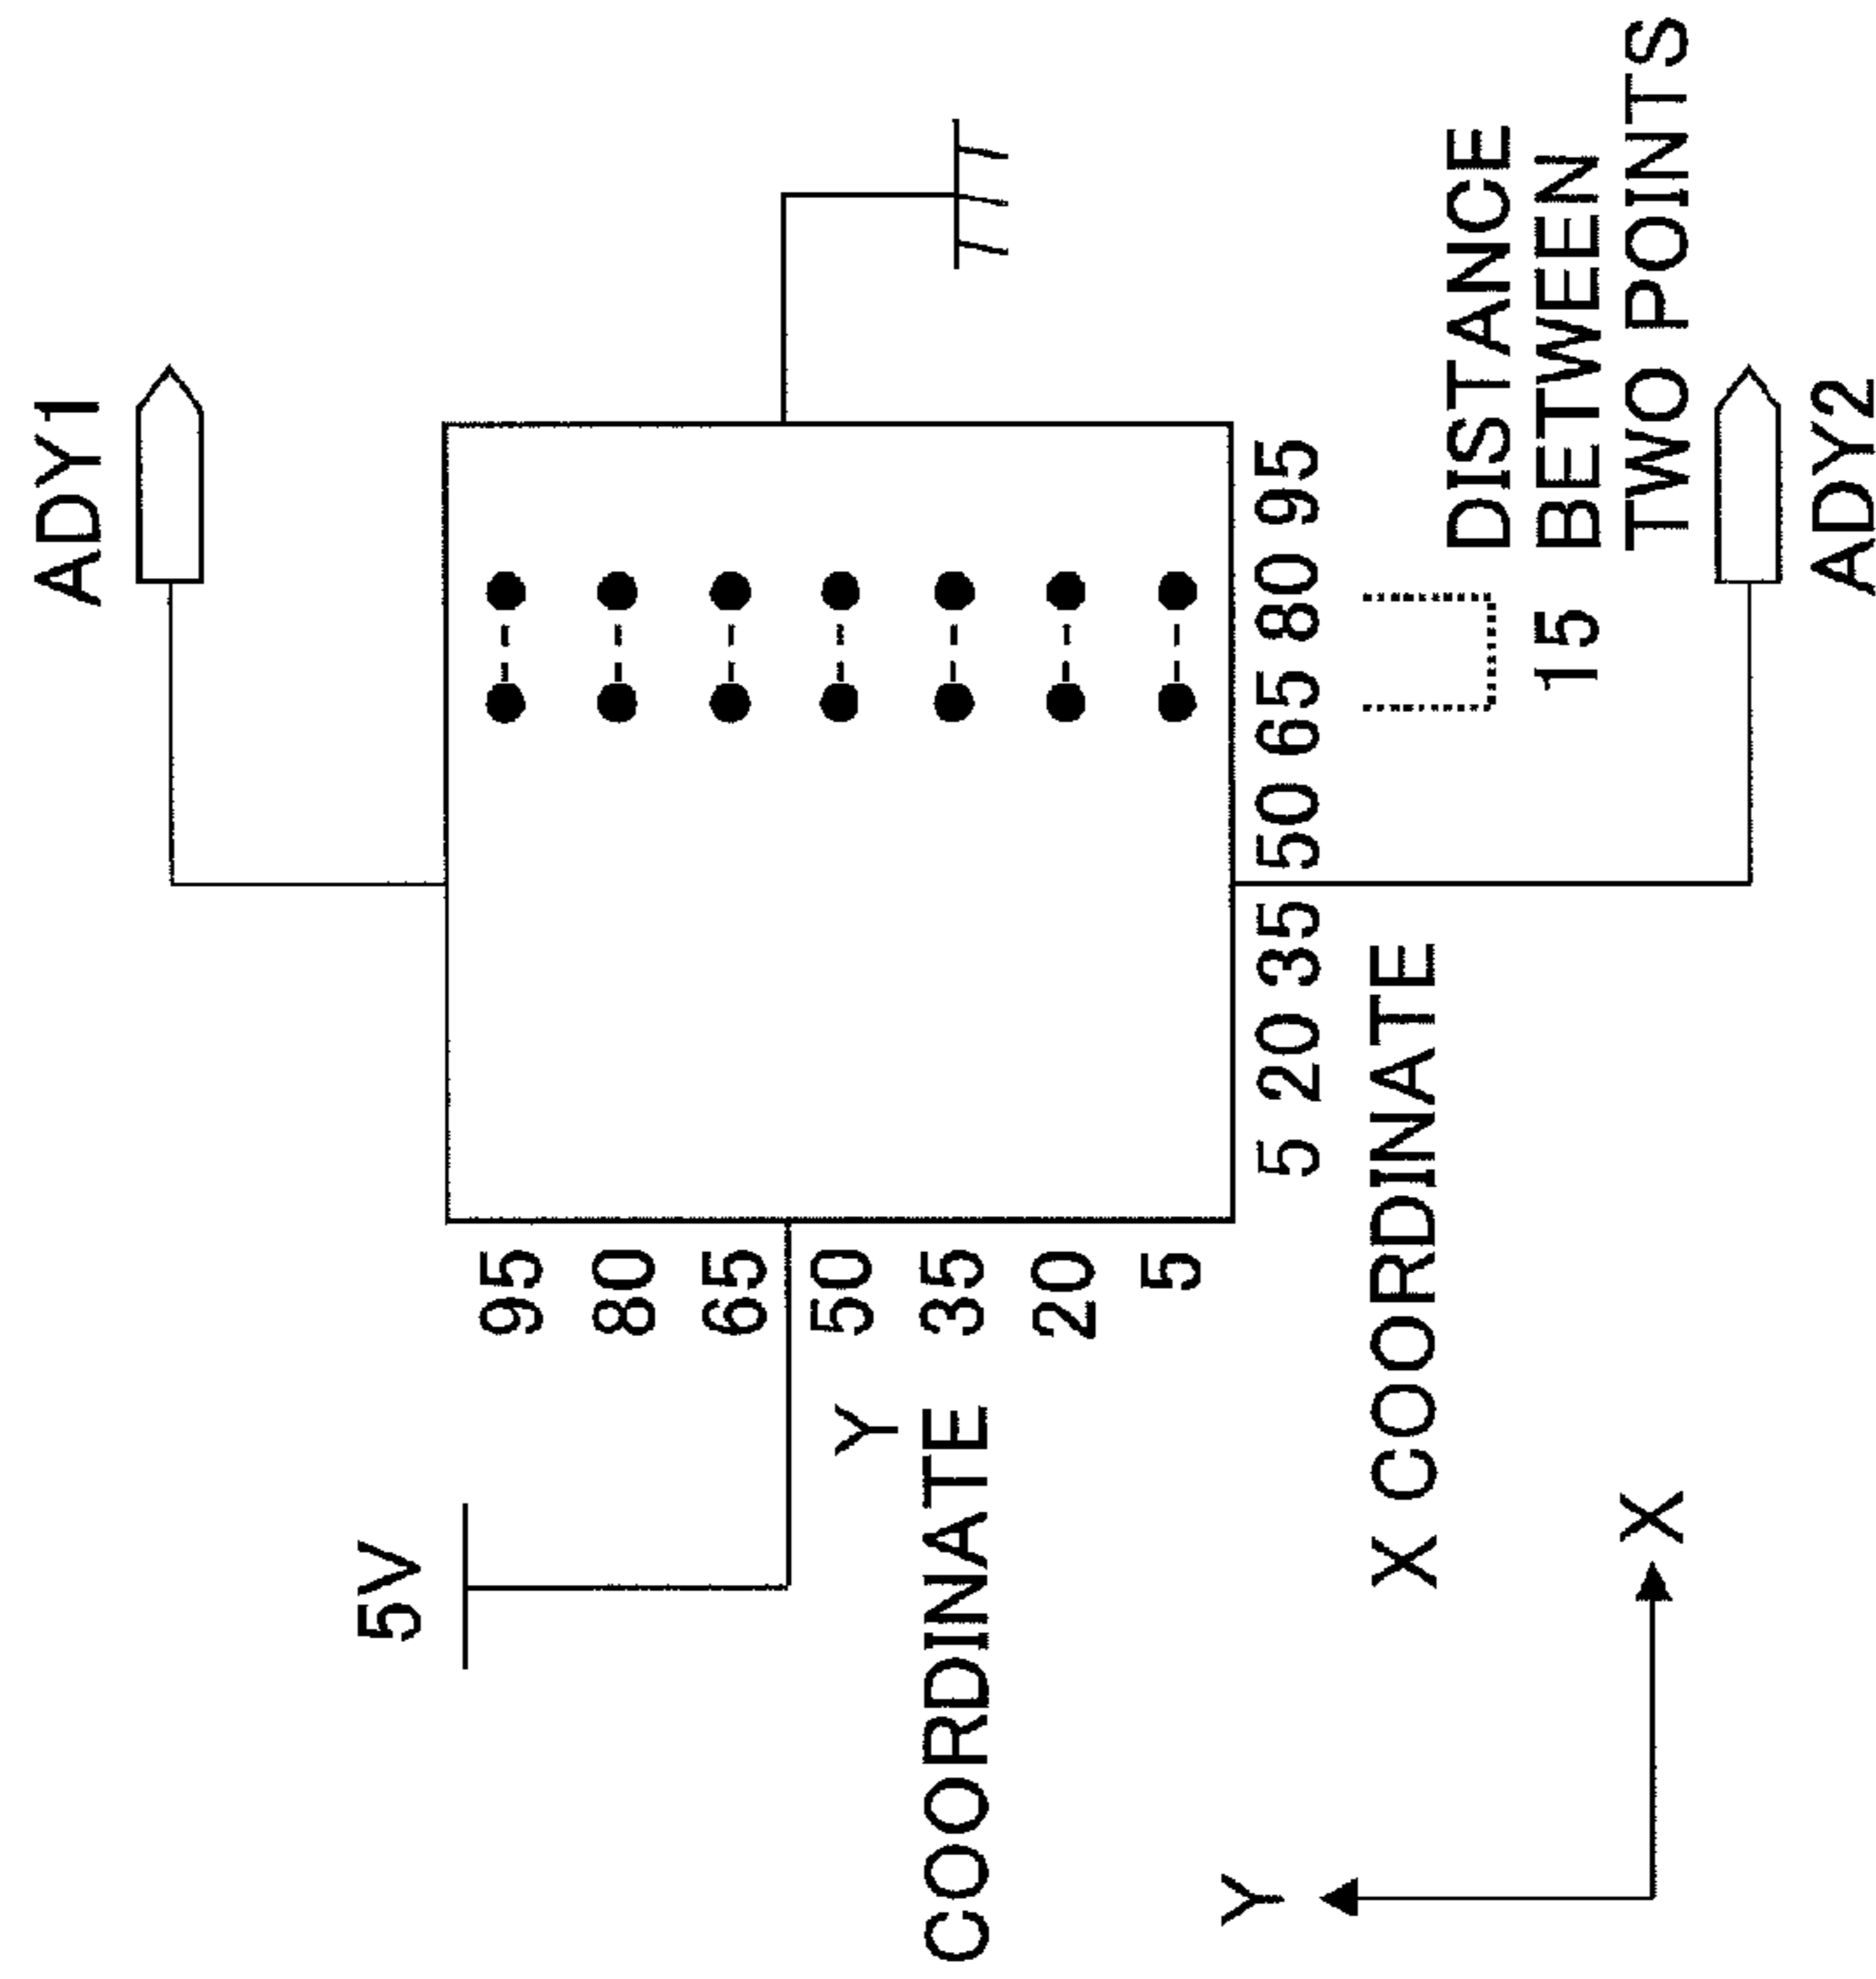 ADY1
5V
95
80
65
50
35
20
5
Y
COORDINATE
5 20 35 50 65 80 95
X COORDINATE
15
DISTANCE
BETWEEN
TWO POINTS
Y
X
ADY2